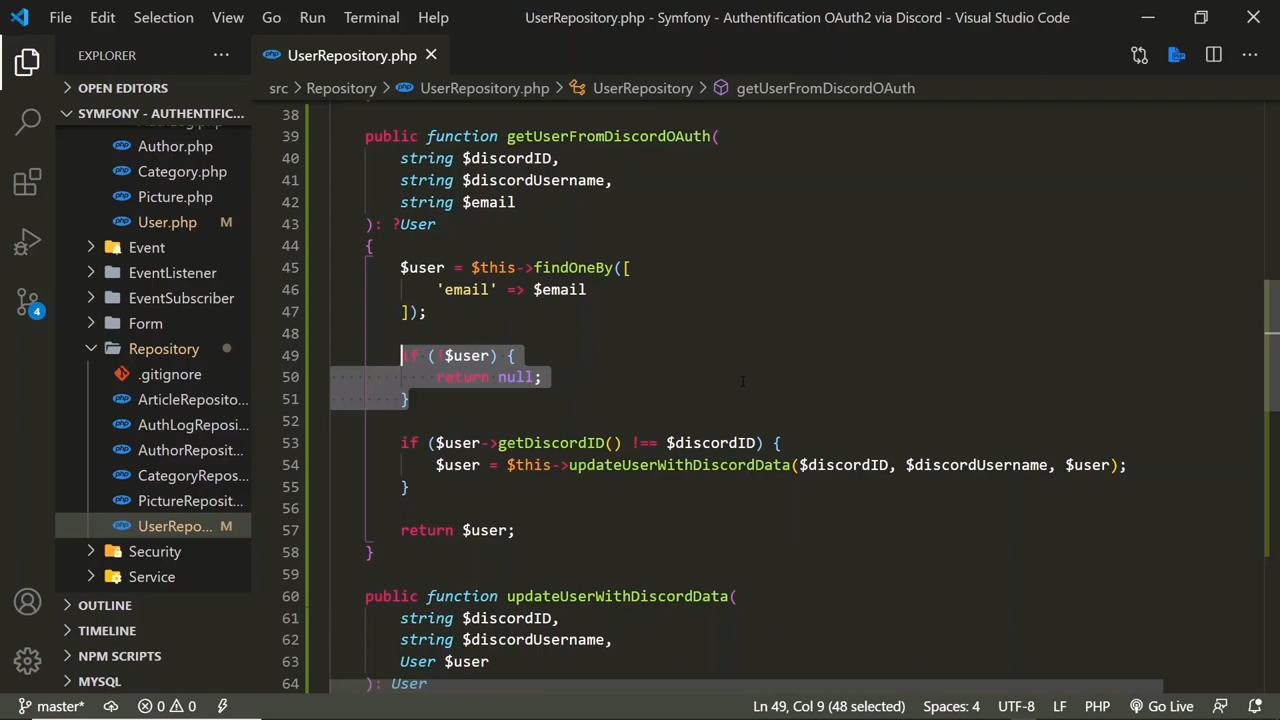 File Edit Selection View Go Run Terminal Help
UserRepository.php - Symfony - Authentification OAuth2 via Discord - Visual Studio Code
EXPLORER
UserRepository.php
OPEN EDITORS
src > Repository > UserRepository.php > UserRepository > getUserFromDiscordOAuth
SYMFONY - AUTHENTIFIC...
Author.php
Category.php
Picture.php
User.php M
Event
EventListener
EventSubscriber
Form
Repository
.gitignore
ArticleReposito...
AuthLogReposi...
AuthorReposit...
CategoryRepos...
PictureReposit...
UserRepo... M
Security
Service
OUTLINE
TIMELINE
NPM SCRIPTS
MYSQL
4
38
39 public function getUserFromDiscordOAuth(
40 string $discordID,
41 string $discordUsername,
42 string $email
43 ): ?User
44 {
45 $user = $this->findOneBy([
46 'email' => $email
47 ]);
48
49 if (!$user) {
50 return null;
51 }
52
53 if ($user->getDiscordID() !== $discordID) {
54 $user = $this->updateUserWithDiscordData($discordID, $discordUsername, $user);
55 }
56
57 return $user;
58 }
59
60 public function updateUserWithDiscordData(
61 string $discordID,
62 string $discordUsername,
63 User $user
64 ): User
master* 0 0 Ln 49, Col 9 (48 selected) Spaces: 4 UTF-8 LF PHP Go Live